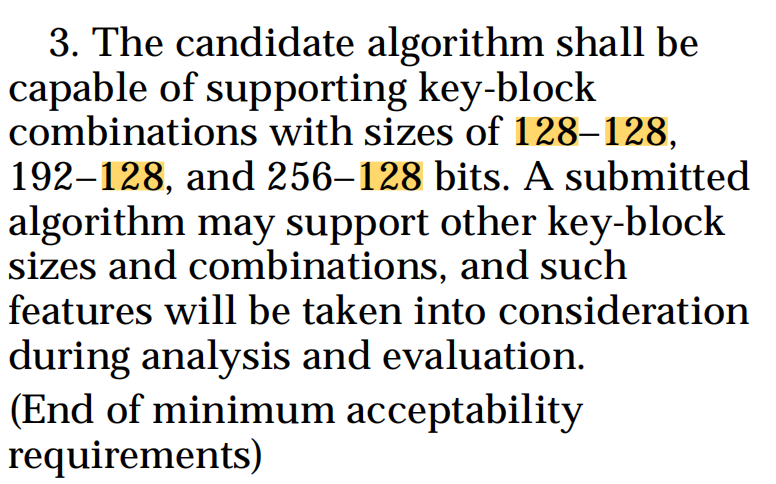 3. The candidate algorithm shall be
capable of supporting key-block
combinations with sizes of 128–128,
192–128, and 256–128 bits. A submitted
algorithm may support other key-block
sizes and combinations, and such
features will be taken into consideration
during analysis and evaluation.
(End of minimum acceptability
requirements)